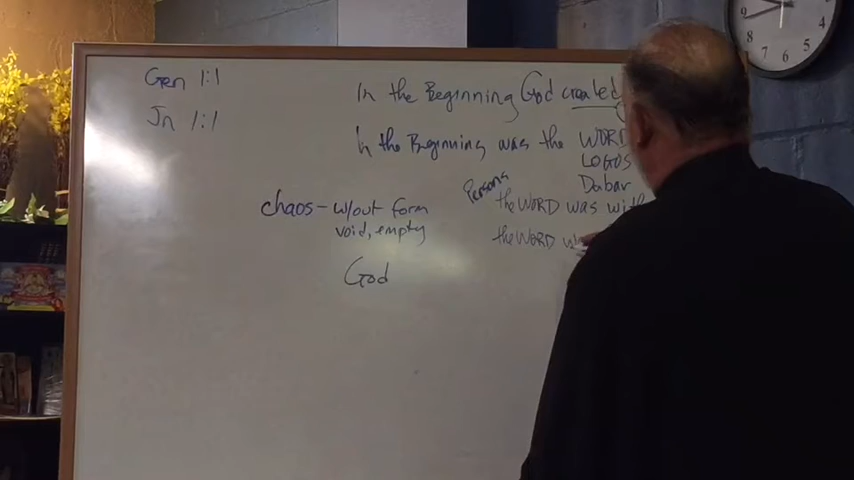 Gen 1:1
In the Beginning, God created
Jn 1:1
In the Beginning, was the WORD
LOGOS
Dabar
Persons
the WORD was with
chaos - w/out form
void, empty
the WORD w
God